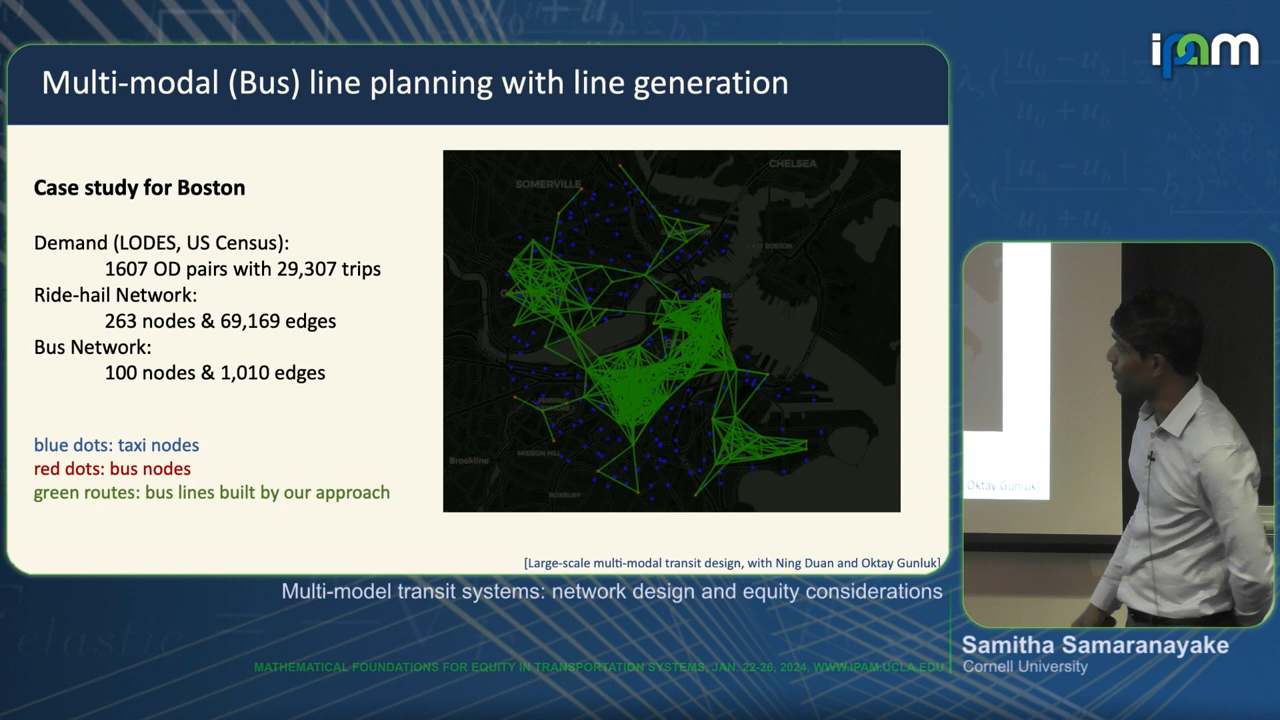 ipam
Multi-modal (Bus) line planning with line generation
Case study for Boston
Demand (LODES, US Census):
1607 OD pairs with 29,307 trips
Ride-hail Network:
263 nodes & 69,169 edges
Bus Network:
100 nodes & 1,010 edges
blue dots: taxi nodes
red dots: bus nodes
green routes: bus lines built by our approach
CHELSEA
SOMERVILLE
EAST BOSTON
MISSION HILL
Brookline
ROXBURY
[Large-scale multi-modal transit design, with Ning Duan and Oktay Gunluk]
Oktay Gunluk]
Multi-model transit systems: network design and equity considerations
Samitha Samaranayake
Cornell University
MATHEMATICAL FOUNDATIONS FOR EQUITY IN TRANSPORTATION SYSTEMS, JAN. 22-26, 2024, WWW.IPAM.UCLA.EDU
elastic